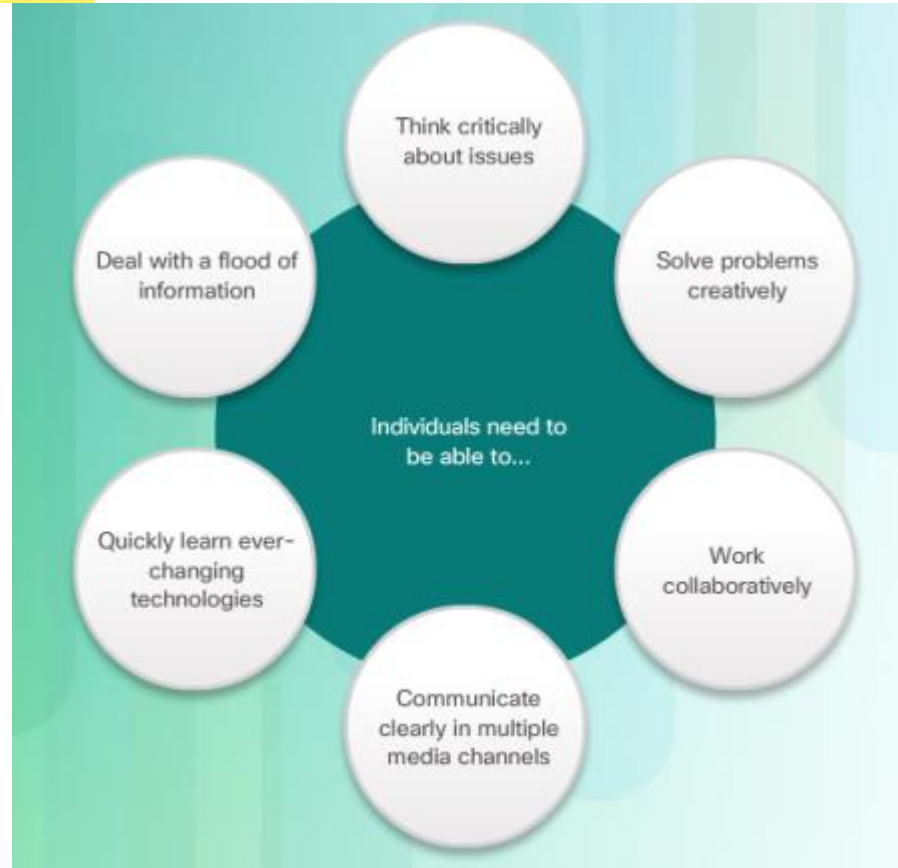 Think critically
about issues
Solve problems
creatively
Work
collaboratively
Communicate
clearly in multiple
media channels
Quickly learn ever-
changing
technologies
Deal with a flood of
information
Individuals need to
be able to...